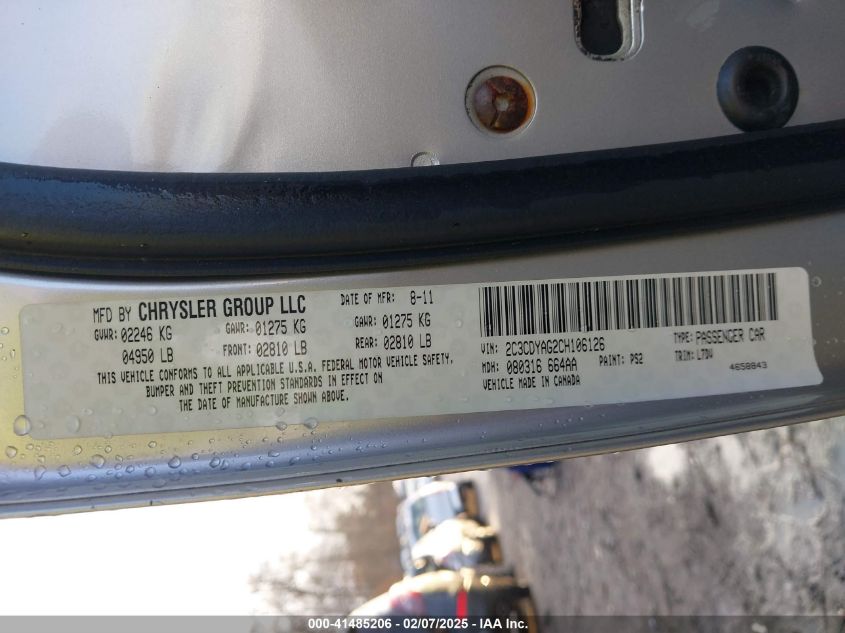 MFD BY CHRYSLER GROUP LLC DATE OF MFR: 8-11
GVWR: 02246 KG GAWR: 01275 KG GAWR: 01275 KG
04950 LB FRONT: 02810 LB REAR: 02810 LB
THIS VEHICLE CONFORMS TO ALL APPLICABLE U.S.A. FEDERAL MOTOR VEHICLE SAFETY,
BUMPER AND THEFT PREVENTION STANDARDS IN EFFECT ON
THE DATE OF MANUFACTURE SHOWN ABOVE.
VIN: 2C3CDYAG2CH106126 TYPE: PASSENGER CAR
MDH: 080316 664AA PAINT: PS2 TRIM: L7DV
VEHICLE MADE IN CANADA 4658843
000-41485206 - 02/07/2025 - IAA Inc.